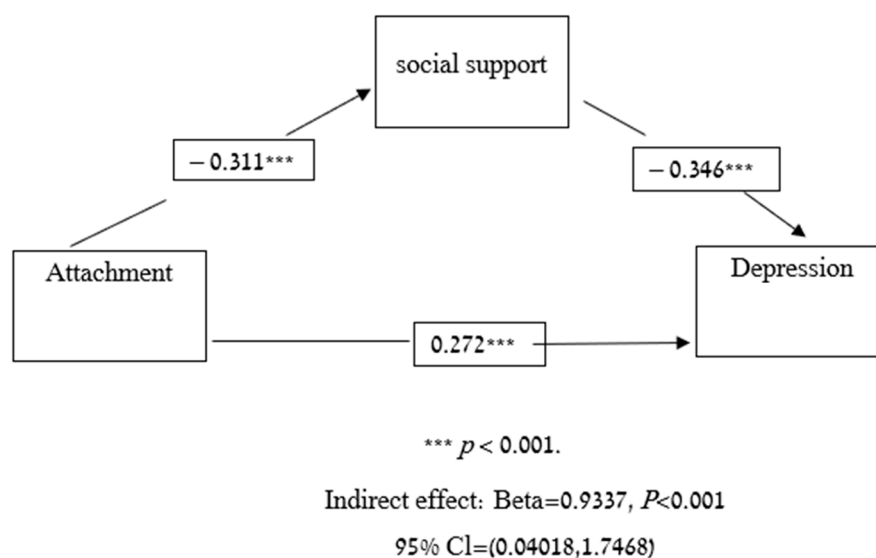 social support
− 0.311***
− 0.346***
Attachment
Depression
0.272***
*** p < 0.001.
Indirect effect: Beta=0.9337, P<0.001
95% Cl=(0.04018,1.7468)